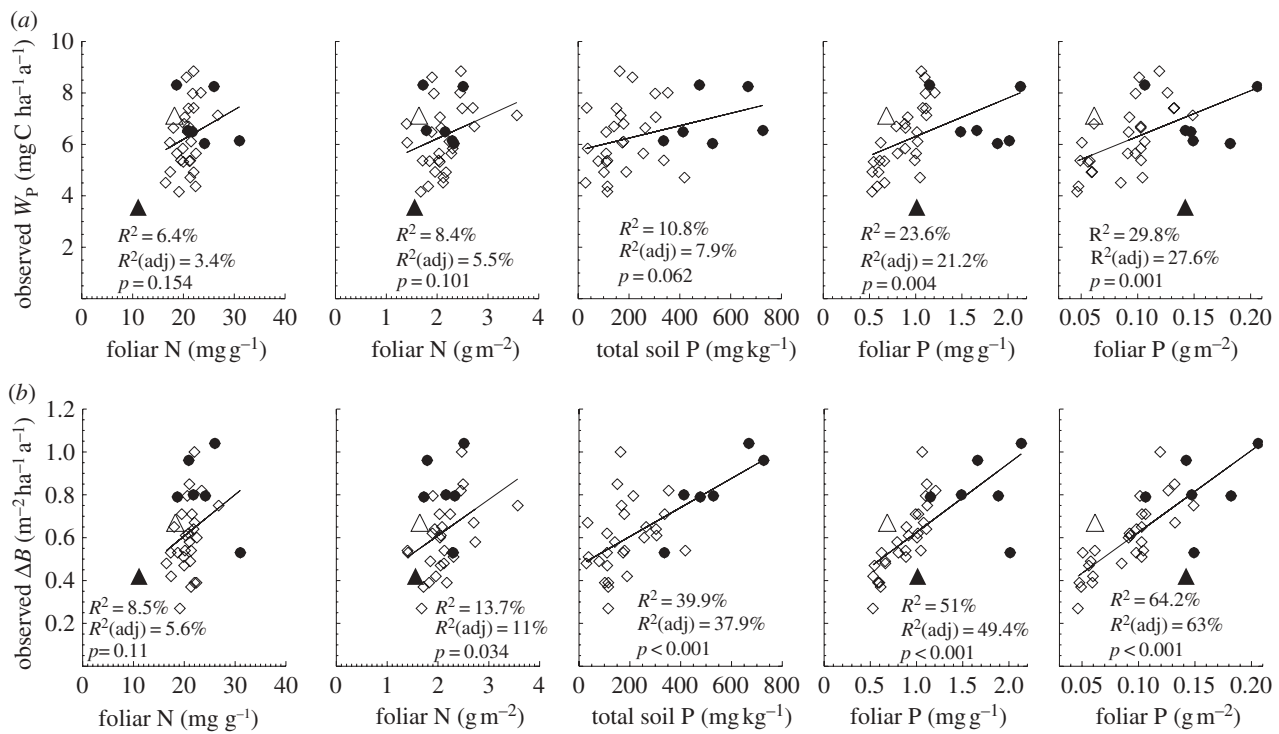 (a)
observed W_P (mg C ha⁻¹ a⁻¹)
10
8
6
4
2
R² = 6.4%
R²(adj) = 3.4%
p = 0.154
0 10 20 30 40
foliar N (mg g⁻¹)
R² = 8.4%
R²(adj) = 5.5%
p = 0.101
0 1 2 3 4
foliar N (g m⁻²)
R² = 10.8%
R²(adj) = 7.9%
p = 0.062
0 200 400 600 800
total soil P (mg kg⁻¹)
R² = 23.6%
R²(adj) = 21.2%
p = 0.004
0 0.5 1.0 1.5 2.0
foliar P (mg g⁻¹)
R² = 29.8%
R²(adj) = 27.6%
p = 0.001
0.05 0.10 0.15 0.20
foliar P (g m⁻²)
(b)
observed ΔB (m⁻² ha⁻¹ a⁻¹)
1.2
1.0
0.8
0.6
0.4
0.2
R² = 8.5%
R²(adj) = 5.6%
p = 0.11
0 10 20 30 40
foliar N (mg g⁻¹)
R² = 13.7%
R²(adj) = 11%
p = 0.034
0 1 2 3 4
foliar N (g m⁻²)
R² = 39.9%
R²(adj) = 37.9%
p < 0.001
0 200 400 600 800
total soil P (mg kg⁻¹)
R² = 51%
R²(adj) = 49.4%
p < 0.001
0 0.5 1.0 1.5 2.0
foliar P (mg g⁻¹)
R² = 64.2%
R²(adj) = 63%
p < 0.001
0.05 0.10 0.15 0.20
foliar P (g m⁻²)